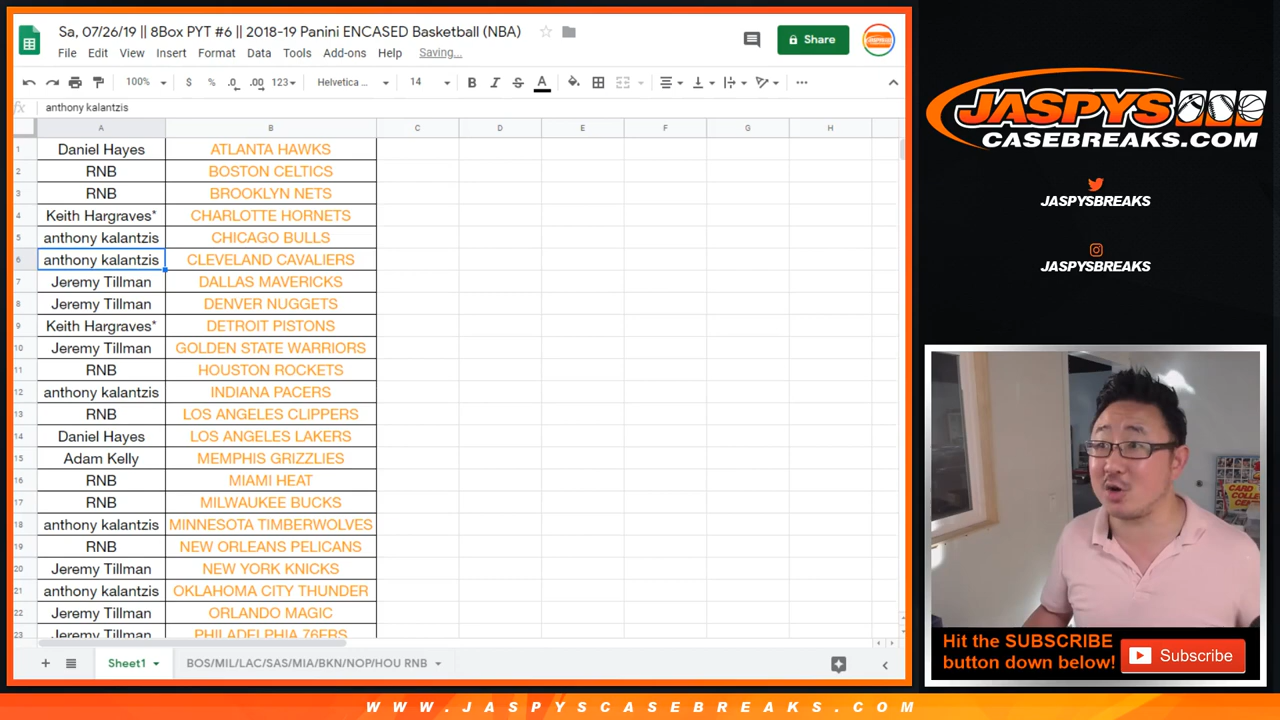 Sa, 07/26/19 || 8Box PYT #6 || 2018-19 Panini ENCASED Basketball (NBA)
File Edit View Insert Format Data Tools Add-ons Help Saving...
Share
100% $ % .0 .00 123 Helvetica ... 14 B I S A
fx anthony kalantzis
A B C D E F G H
1 Daniel Hayes ATLANTA HAWKS
2 RNB BOSTON CELTICS
3 RNB BROOKLYN NETS
4 Keith Hargraves* CHARLOTTE HORNETS
5 anthony kalantzis CHICAGO BULLS
6 anthony kalantzis CLEVELAND CAVALIERS
7 Jeremy Tillman DALLAS MAVERICKS
8 Jeremy Tillman DENVER NUGGETS
9 Keith Hargraves* DETROIT PISTONS
10 Jeremy Tillman GOLDEN STATE WARRIORS
11 RNB HOUSTON ROCKETS
12 anthony kalantzis INDIANA PACERS
13 RNB LOS ANGELES CLIPPERS
14 Daniel Hayes LOS ANGELES LAKERS
15 Adam Kelly MEMPHIS GRIZZLIES
16 RNB MIAMI HEAT
17 RNB MILWAUKEE BUCKS
18 anthony kalantzis MINNESOTA TIMBERWOLVES
19 RNB NEW ORLEANS PELICANS
20 Jeremy Tillman NEW YORK KNICKS
21 anthony kalantzis OKLAHOMA CITY THUNDER
22 Jeremy Tillman ORLANDO MAGIC
23 Jeremy Tillman PHILADELPHIA 76ERS
+ Sheet1 BOS/MIL/LAC/SAS/MIA/BKN/NOP/HOU RNB
JASPYS
CASEBREAKS.COM
JASPYSBREAKS
JASPYSBREAKS
Hit the SUBSCRIBE
button down below!
Subscribe
WWW.JASPYSCASEBREAKS.COM